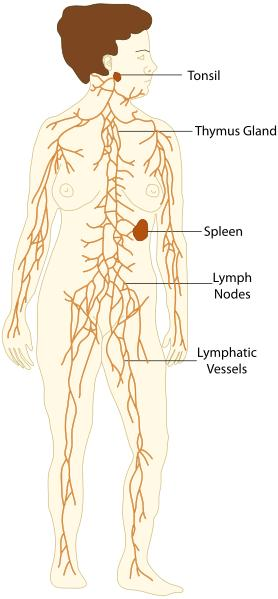 Tonsil
Thymus Gland
Spleen
Lymph
Nodes
Lymphatic
Vessels